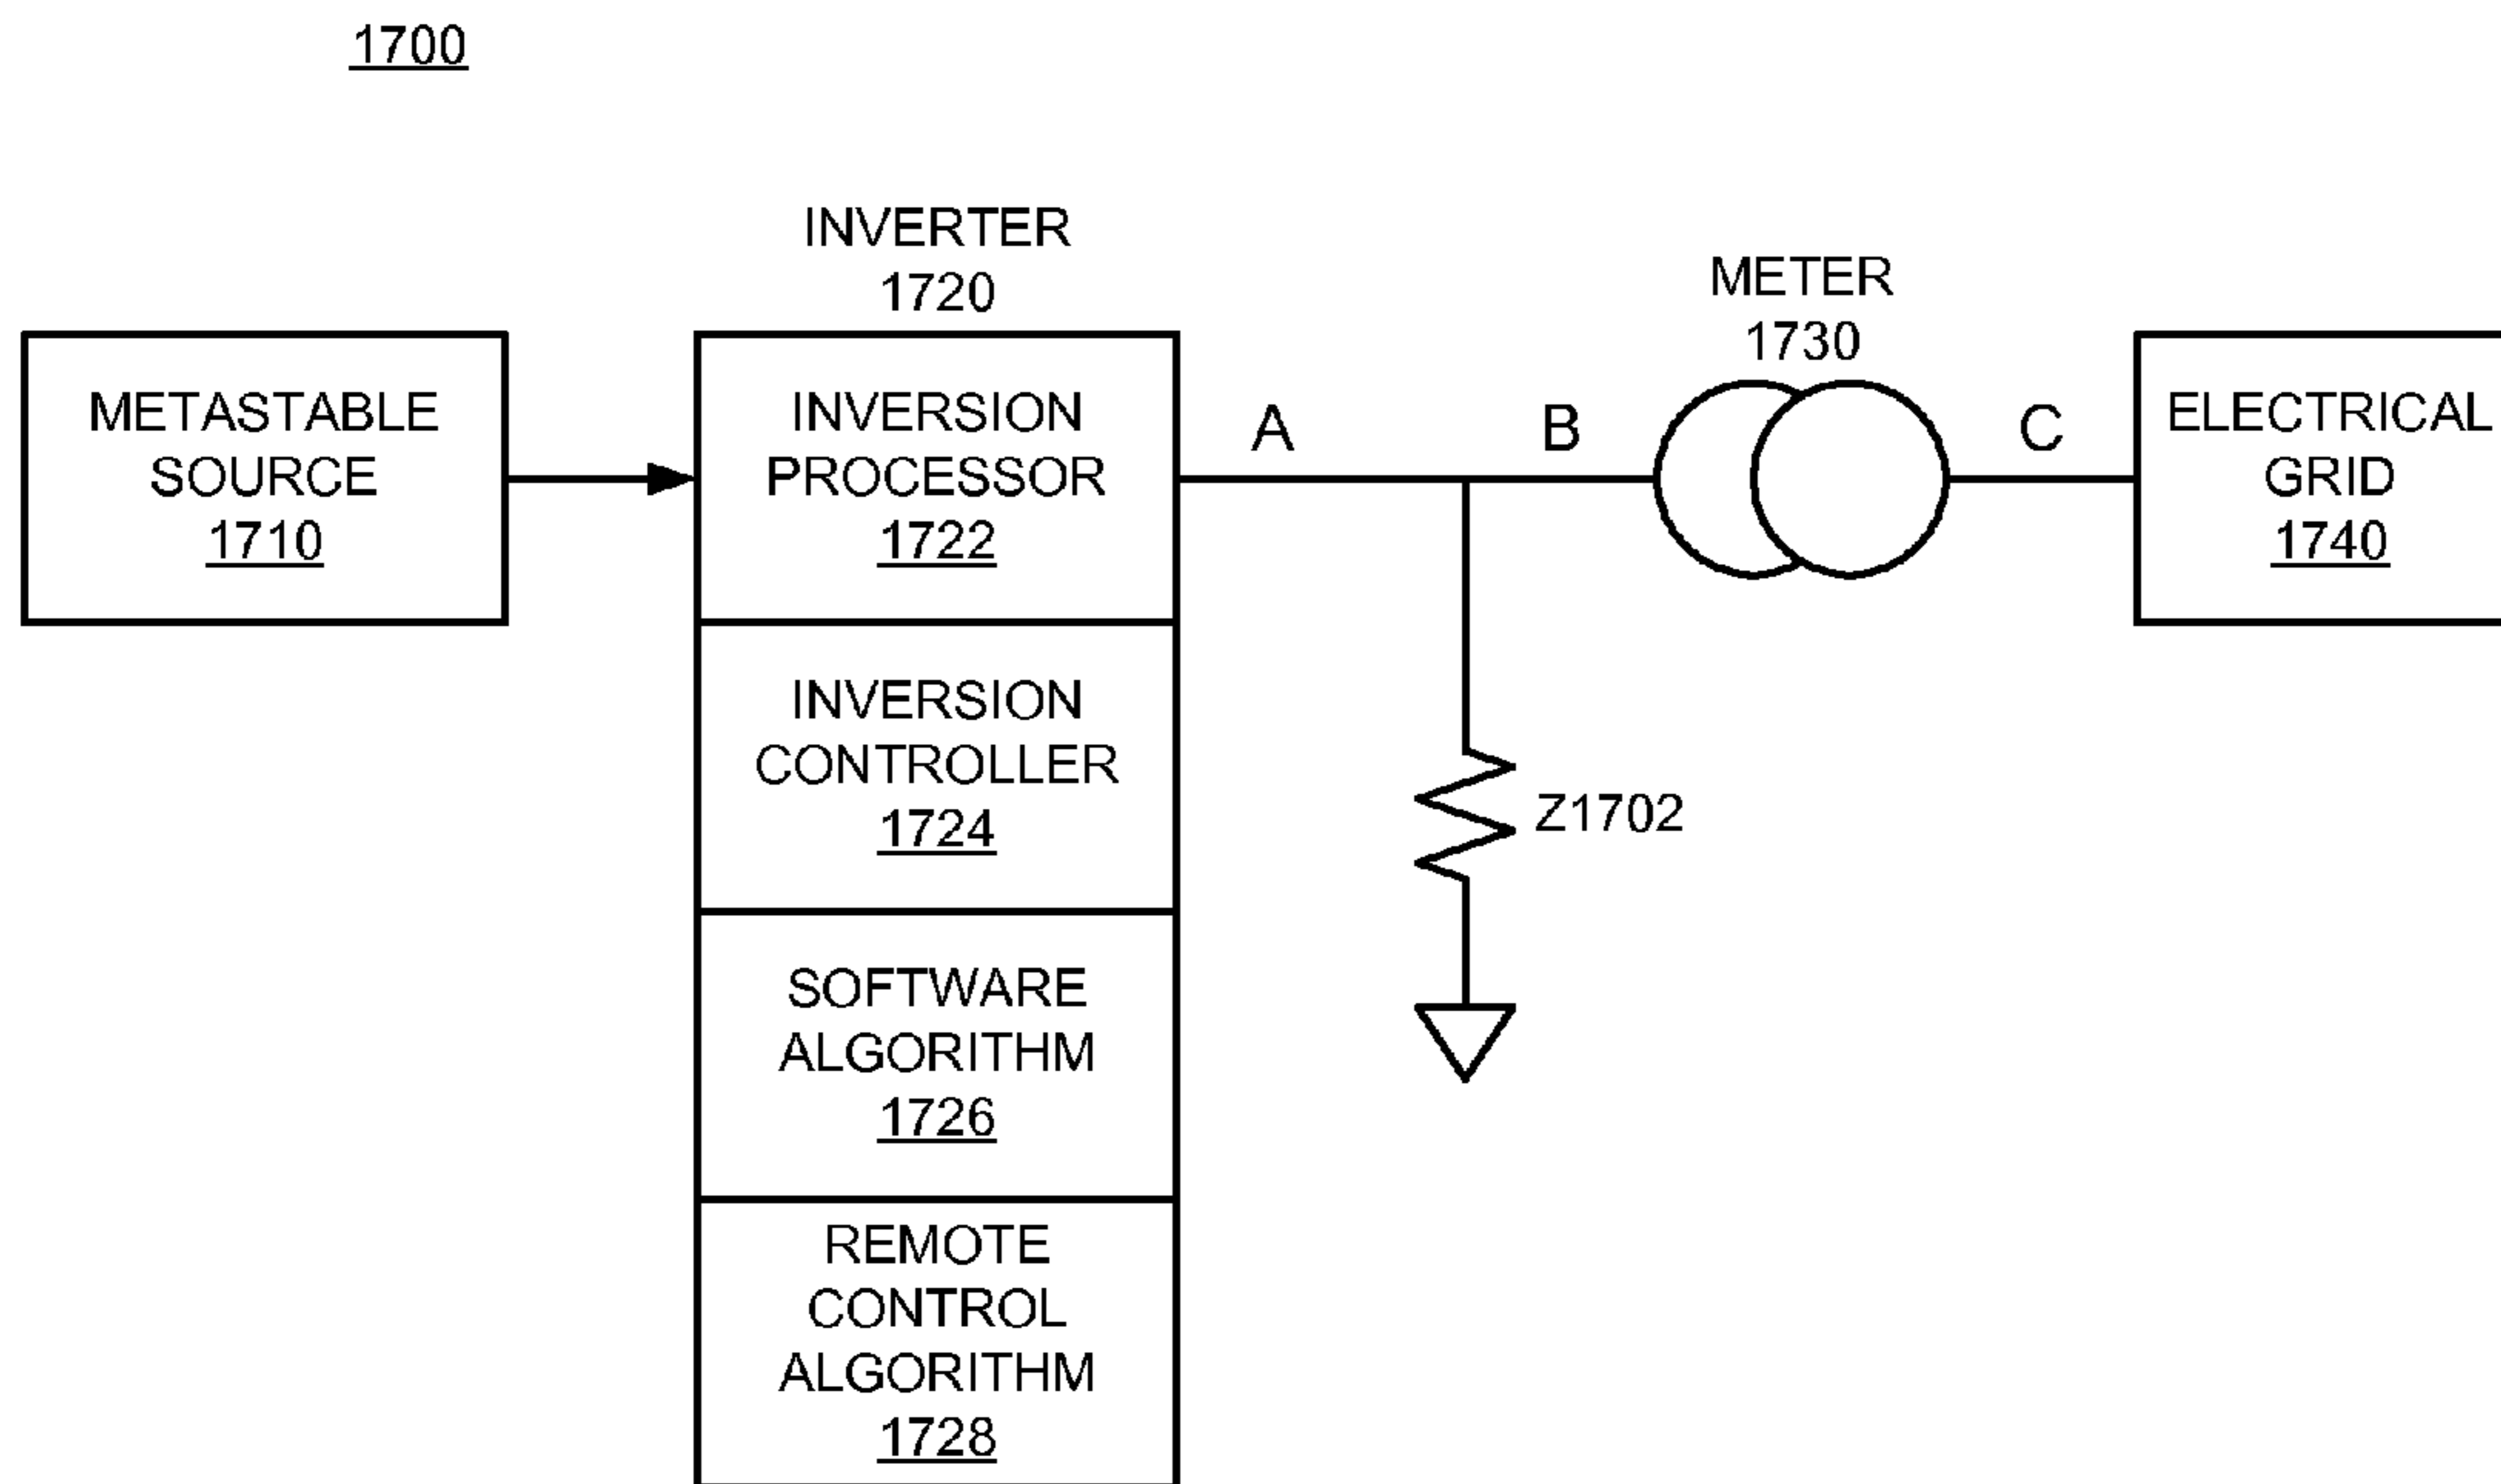 1700
METASTABLE
SOURCE
1710
INVERTER
1720
INVERSION
PROCESSOR
1722
INVERSION
CONTROLLER
1724
SOFTWARE
ALGORITHM
1726
REMOTE
CONTROL
ALGORITHM
1728
A
B
Z1702
METER
1730
C
ELECTRICAL
GRID
1740